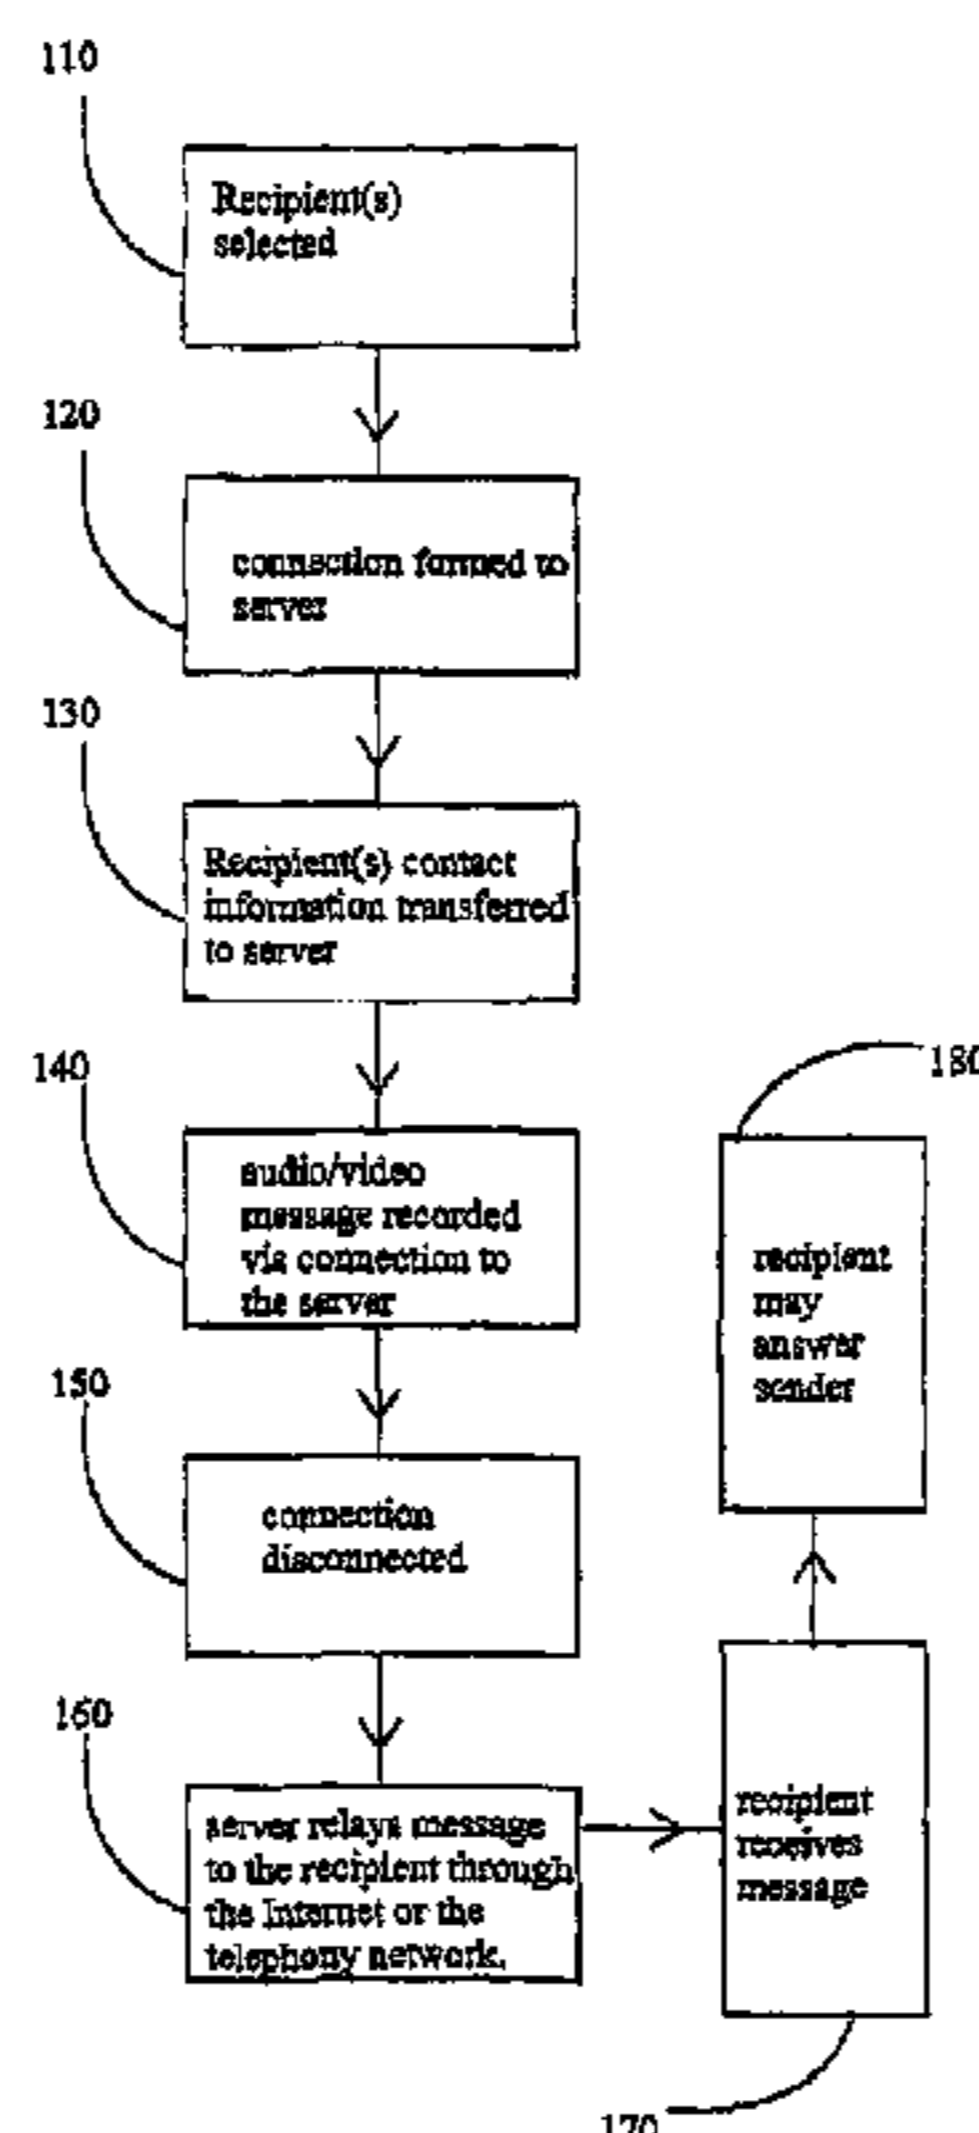 110
Recipient(s)
selected
120
connection formed to
server
130
Recipient(s) contact
information transferred
to server
140
audio/video
message recorded
via connection to
the server
150
connection
disconnected
160
server relays message
to the recipient through
the Internet or the
telephony network.
170
recipient
receives
message
180
recipient
may
answer
sender